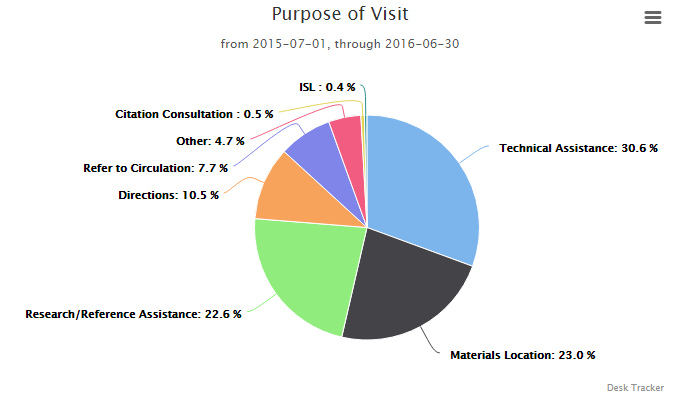 Purpose of Visit
from 2015-07-01, through 2016-06-30
ISL : 0.4 %
Citation Consultation : 0.5 %
Other: 4.7 %
Technical Assistance: 30.6 %
Refer to Circulation: 7.7 %
Directions: 10.5 %
Research/Reference Assistance: 22.6 %
Materials Location: 23.0 %
Desk Tracker